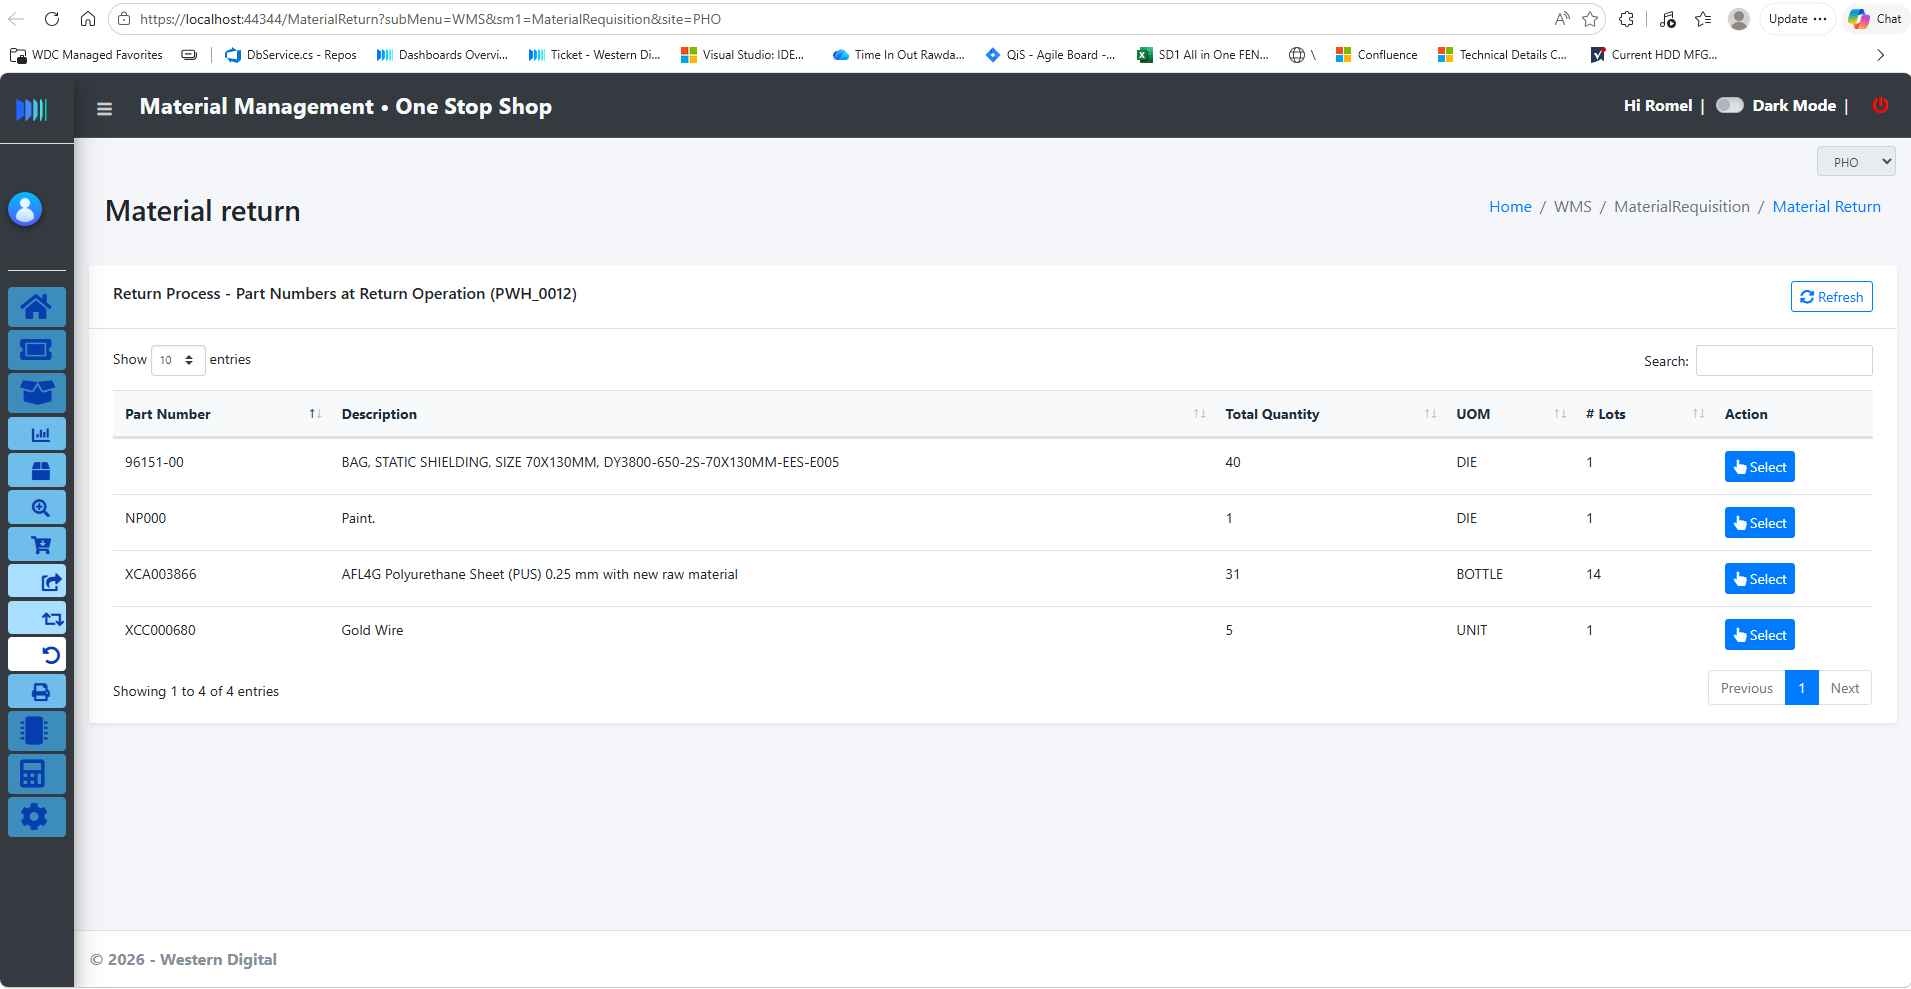 https://localhost:44344/MaterialReturn?subMenu=WMS&sm1=MaterialRequisition&site=PHO
Update
Chat
WDC Managed Favorites
DbService.cs - Repos
Dashboards Overvi...
Ticket - Western Di...
Visual Studio: IDE...
Time In Out Rawda...
QiS - Agile Board -...
SD1 All in One FEN...
\
Confluence
Technical Details C...
Current HDD MFG...
Material Management • One Stop Shop
Hi Romel | Dark Mode |
PHO
Material return
Home / WMS / MaterialRequisition / Material Return
Return Process - Part Numbers at Return Operation (PWH_0012)
Refresh
Show 10 entries
Search:
Part Number Description Total Quantity UOM # Lots Action
96151-00 BAG, STATIC SHIELDING, SIZE 70X130MM, DY3800-650-2S-70X130MM-EES-E005 40 DIE 1 Select
NP000 Paint. 1 DIE 1 Select
XCA003866 AFL4G Polyurethane Sheet (PUS) 0.25 mm with new raw material 31 BOTTLE 14 Select
XCC000680 Gold Wire 5 UNIT 1 Select
Showing 1 to 4 of 4 entries
Previous 1 Next
© 2026 - Western Digital